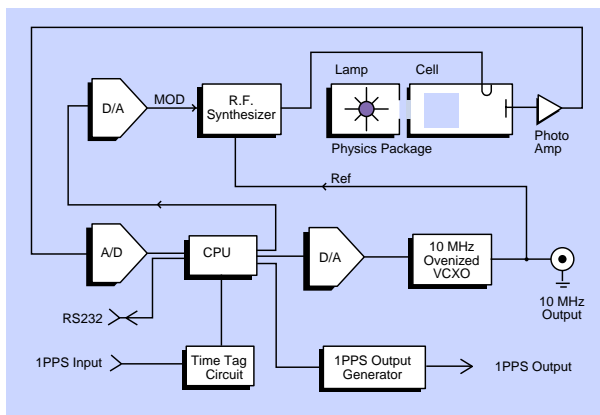 Lamp
Cell
D/A
MOD
R.F.
Synthesizer
Physics Package
Photo
Amp
Ref
A/D
CPU
D/A
10 MHz
Ovenized
VCXO
10 MHz
Output
RS232
1PPS Input
Time Tag
Circuit
1PPS Output
Generator
1PPS Output